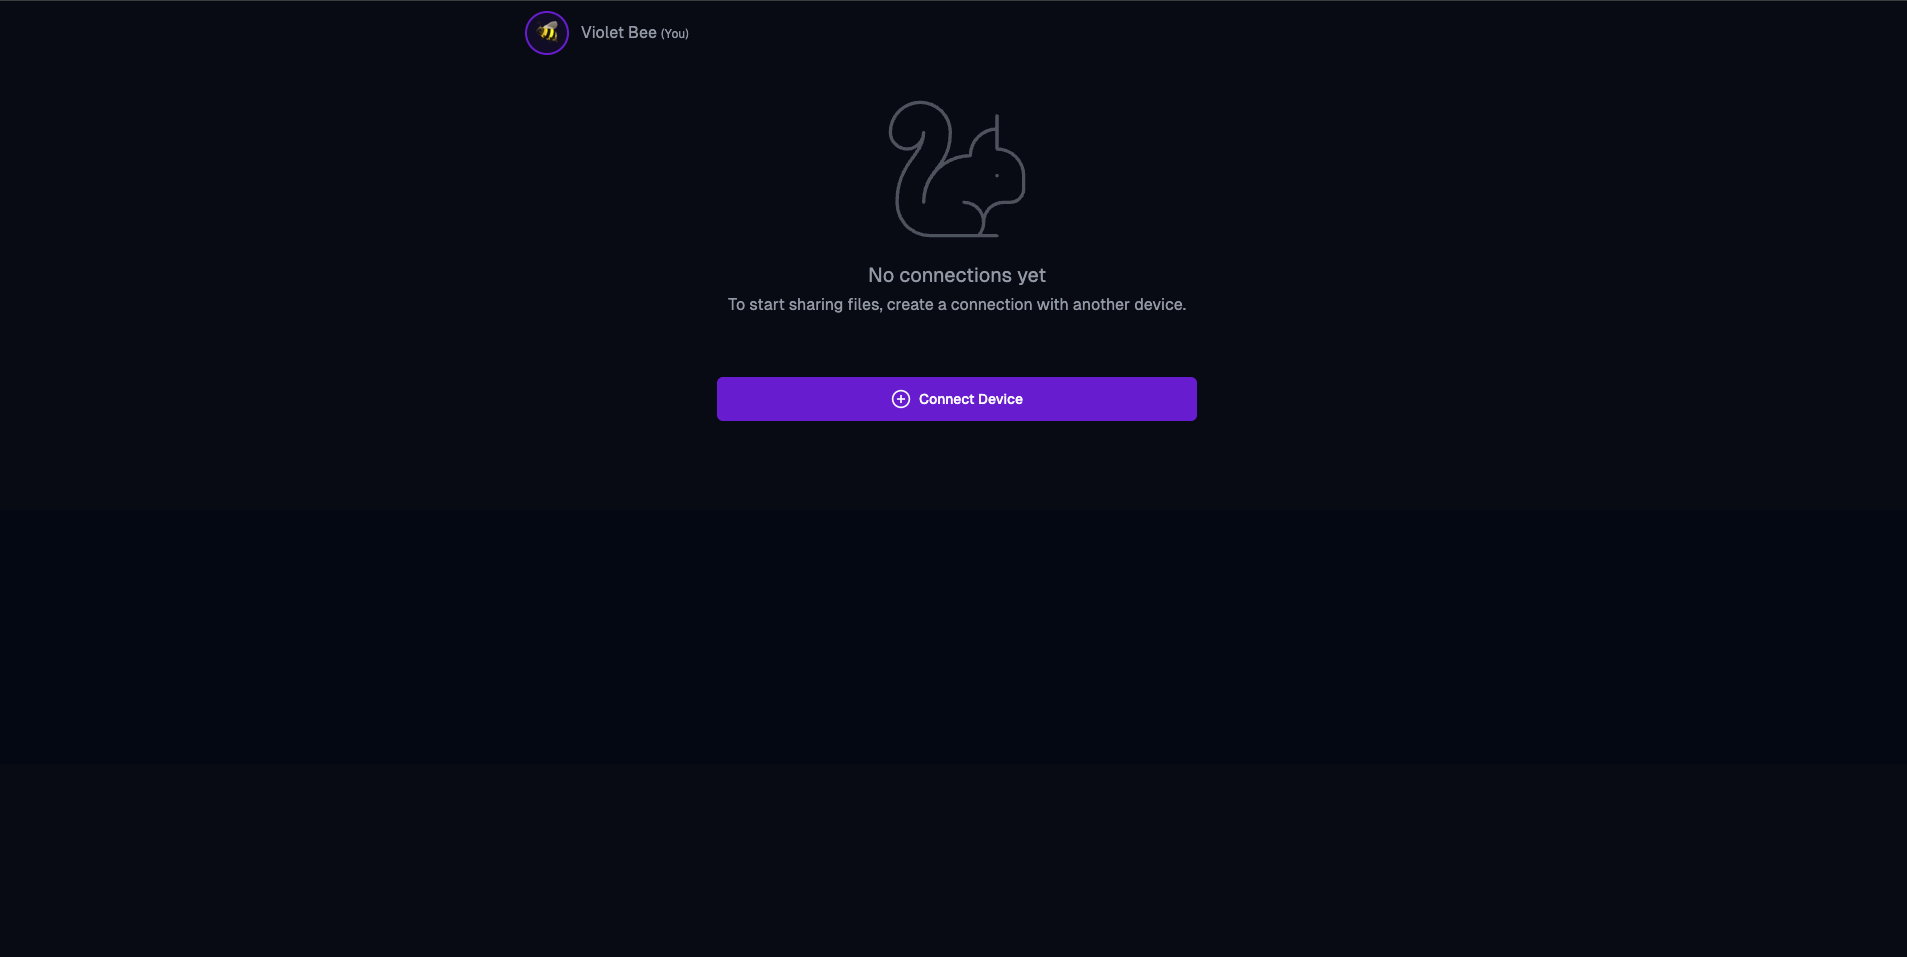 Violet Bee (You)
No connections yet
To start sharing files, create a connection with another device.
Connect Device